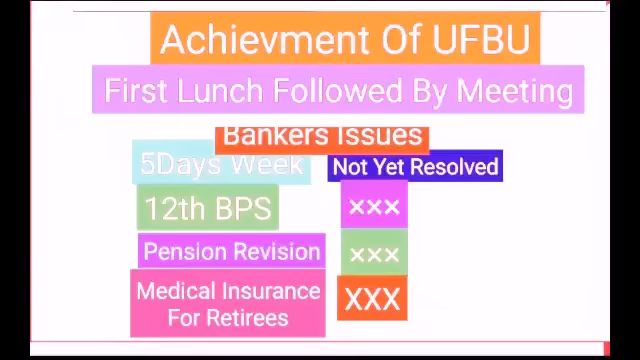 Achievment Of UFBU
First Lunch Followed By Meeting
Bankers Issues
5Days Week Not Yet Resolved
12th BPS ×××
Pension Revision ×××
Medical Insurance
For Retirees XXX